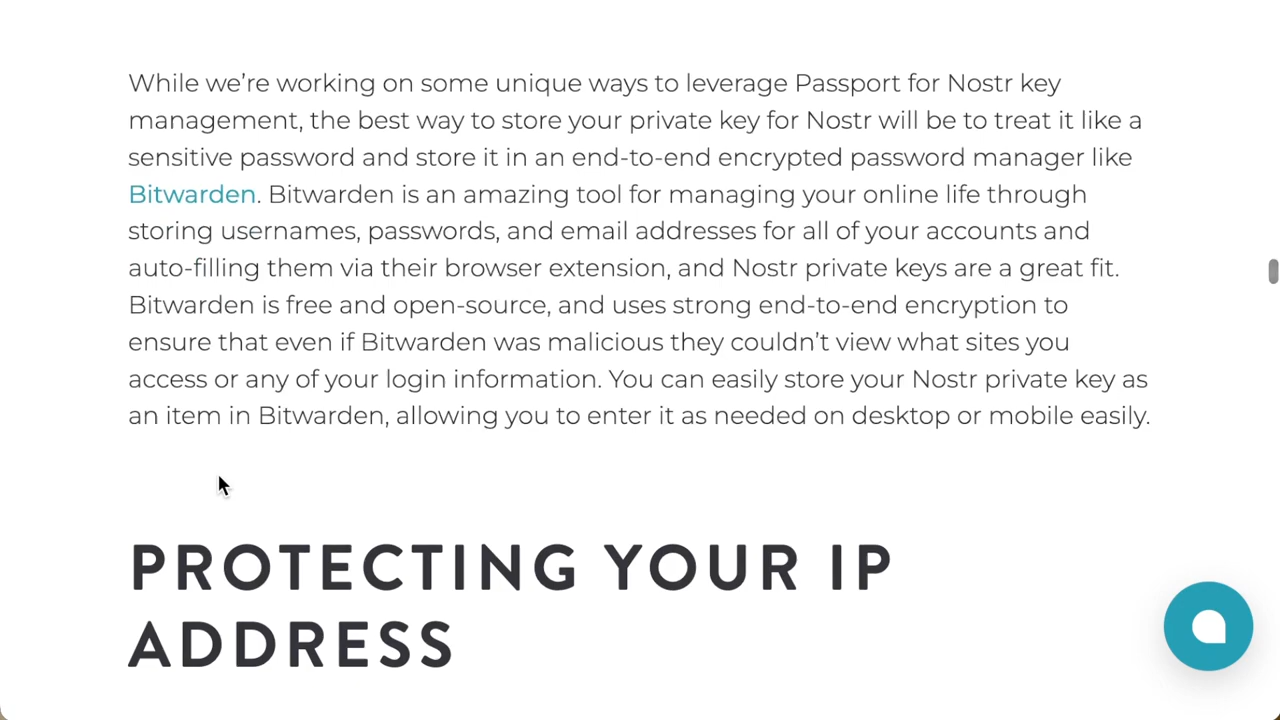 While we’re working on some unique ways to leverage Passport for Nostr key
management, the best way to store your private key for Nostr will be to treat it like a
sensitive password and store it in an end-to-end encrypted password manager like
Bitwarden. Bitwarden is an amazing tool for managing your online life through
storing usernames, passwords, and email addresses for all of your accounts and
auto-filling them via their browser extension, and Nostr private keys are a great fit.
Bitwarden is free and open-source, and uses strong end-to-end encryption to
ensure that even if Bitwarden was malicious they couldn’t view what sites you
access or any of your login information. You can easily store your Nostr private key as
an item in Bitwarden, allowing you to enter it as needed on desktop or mobile easily.
PROTECTING YOUR IP
ADDRESS